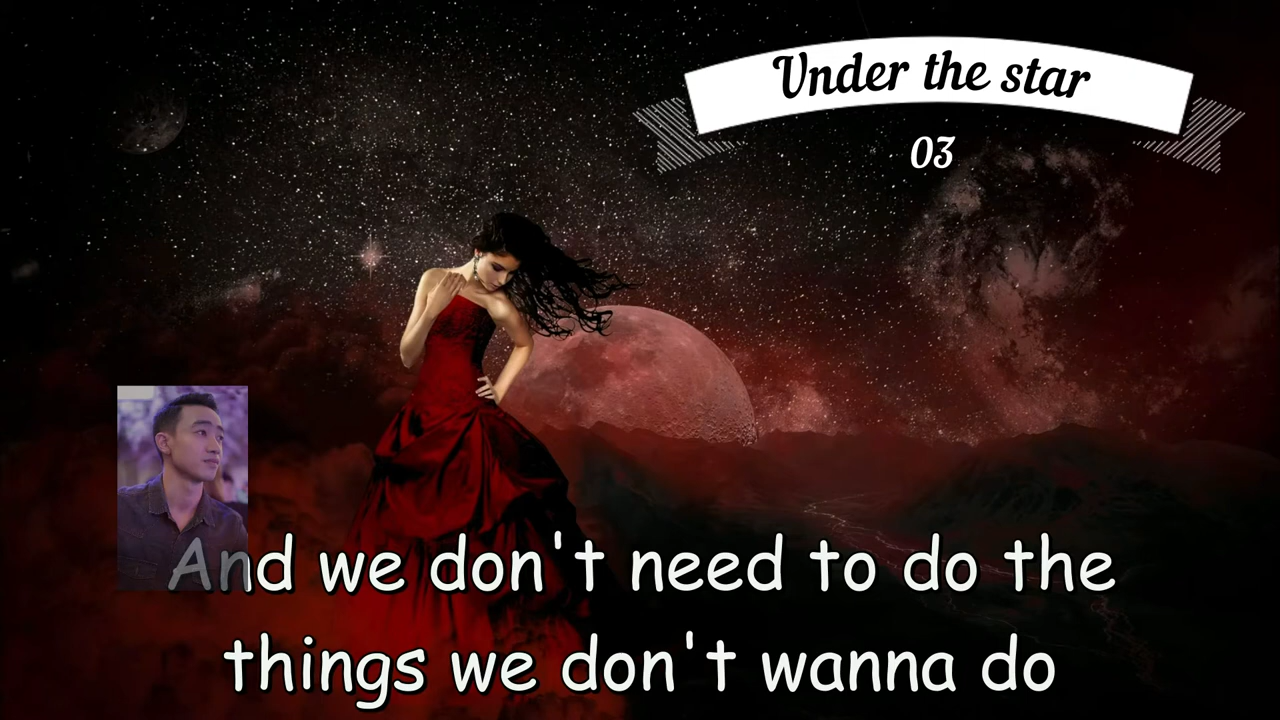 Under the star
03
And we don't need to do the
things we don't wanna do